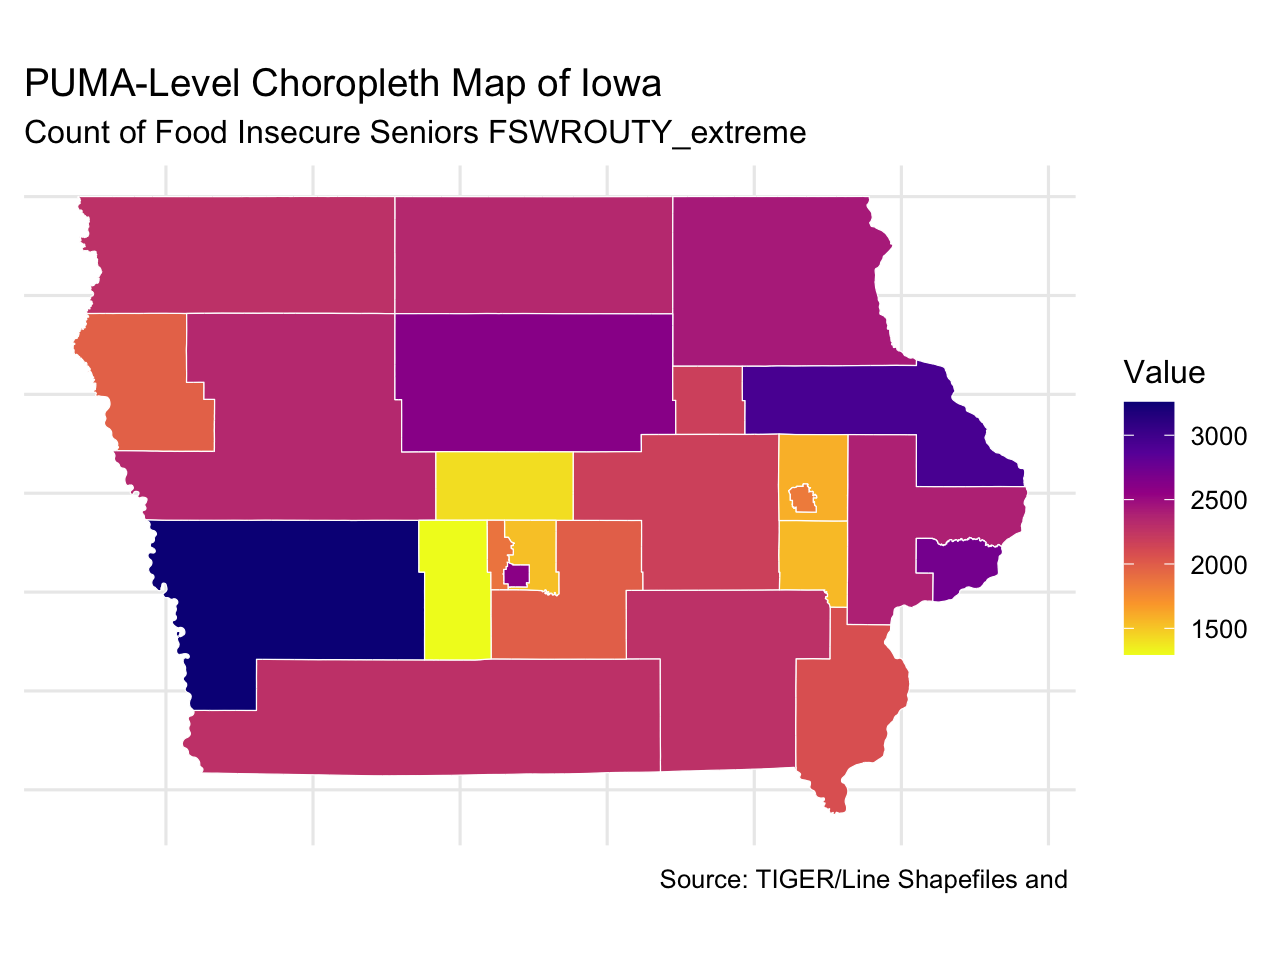 PUMA-Level Choropleth Map of Iowa
Count of Food Insecure Seniors FSWROUTY_extreme
Value
3000
2500
2000
1500
Source: TIGER/Line Shapefiles and